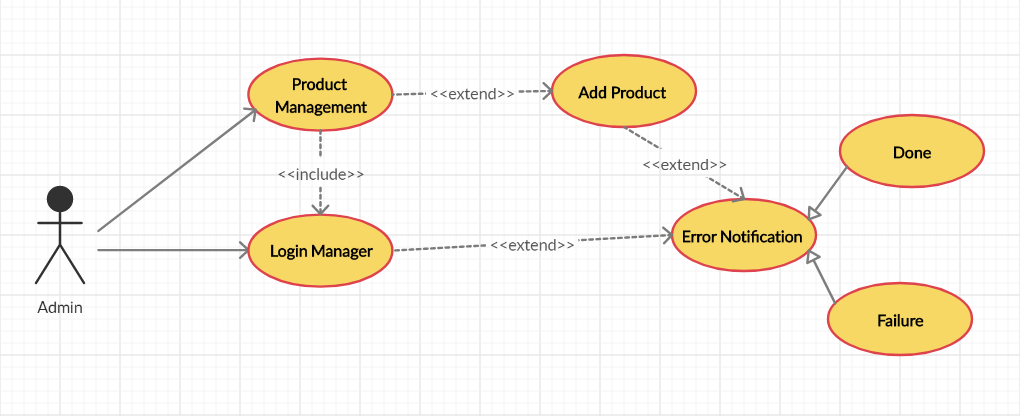 Product
Management
<<extend>>
Add Product
<<extend>>
Done
<<include>>
Admin
Login Manager
<<extend>>
Error Notification
Failure